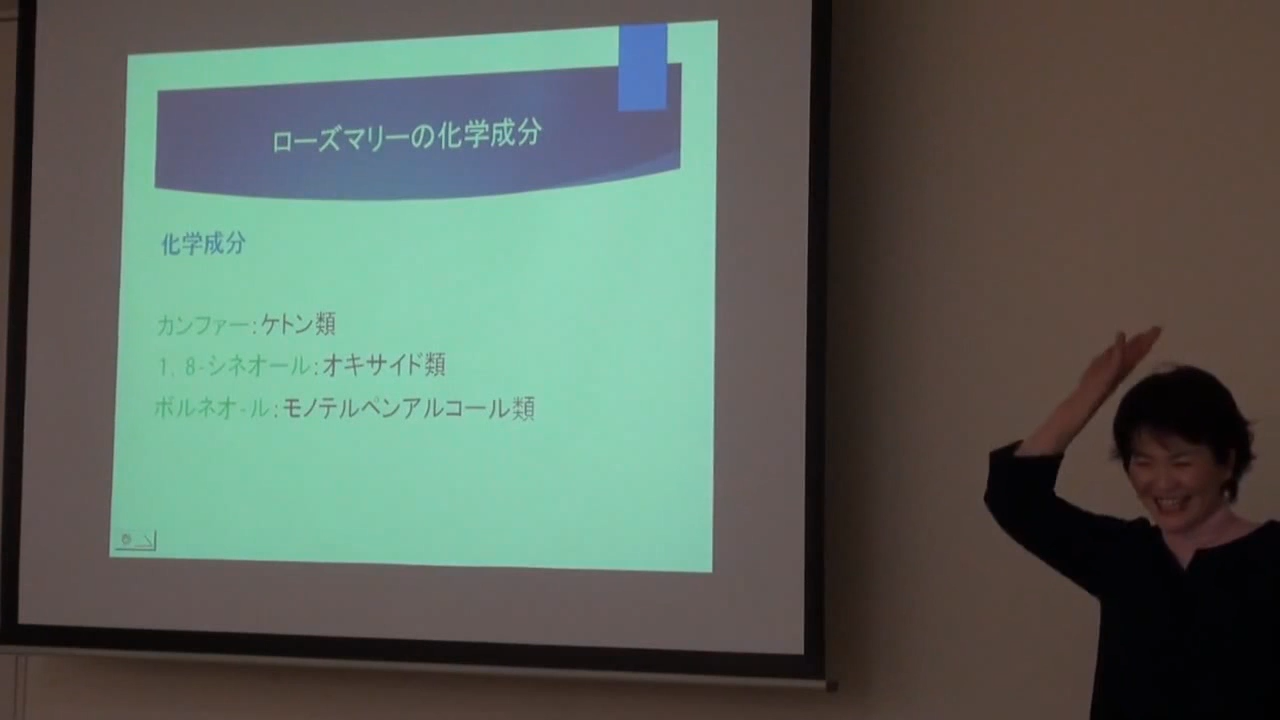 ローズマリーの化学成分
化学成分
カンファー：ケトン類
1, 8-シネオール：オキサイド類
ボルネオ-ル：モノテルペンアルコール類